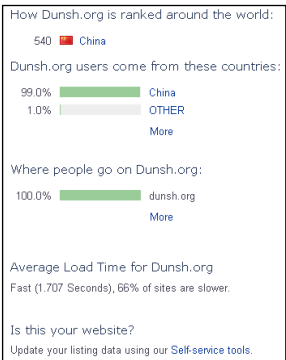 How Dunsh.org is ranked around the world:
540 China
Dunsh.org users come from these countries:
99.0% China
1.0% OTHER
More
Where people go on Dunsh.org:
100.0% dunsh.org
More
Average Load Time for Dunsh.org
Fast (1.707 Seconds), 66% of sites are slower.
Is this your website?
Update your listing data using our Self-service tools.